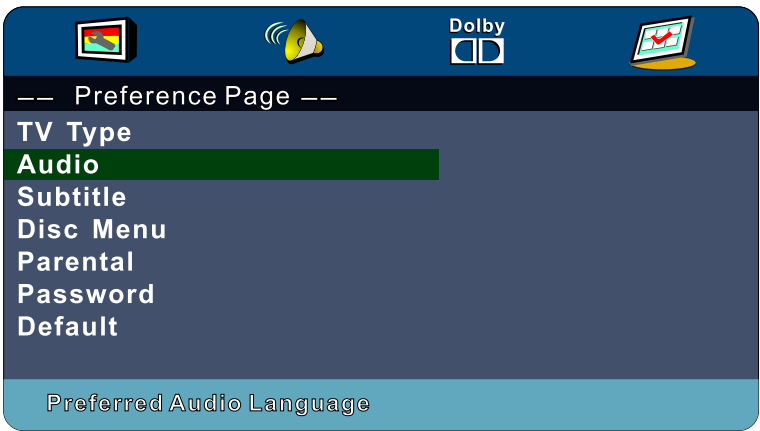 Dolby
—— Preference Page ——
TV Type
Audio
Subtitle
Disc Menu
Parental
Password
Default
Preferred Audio Language